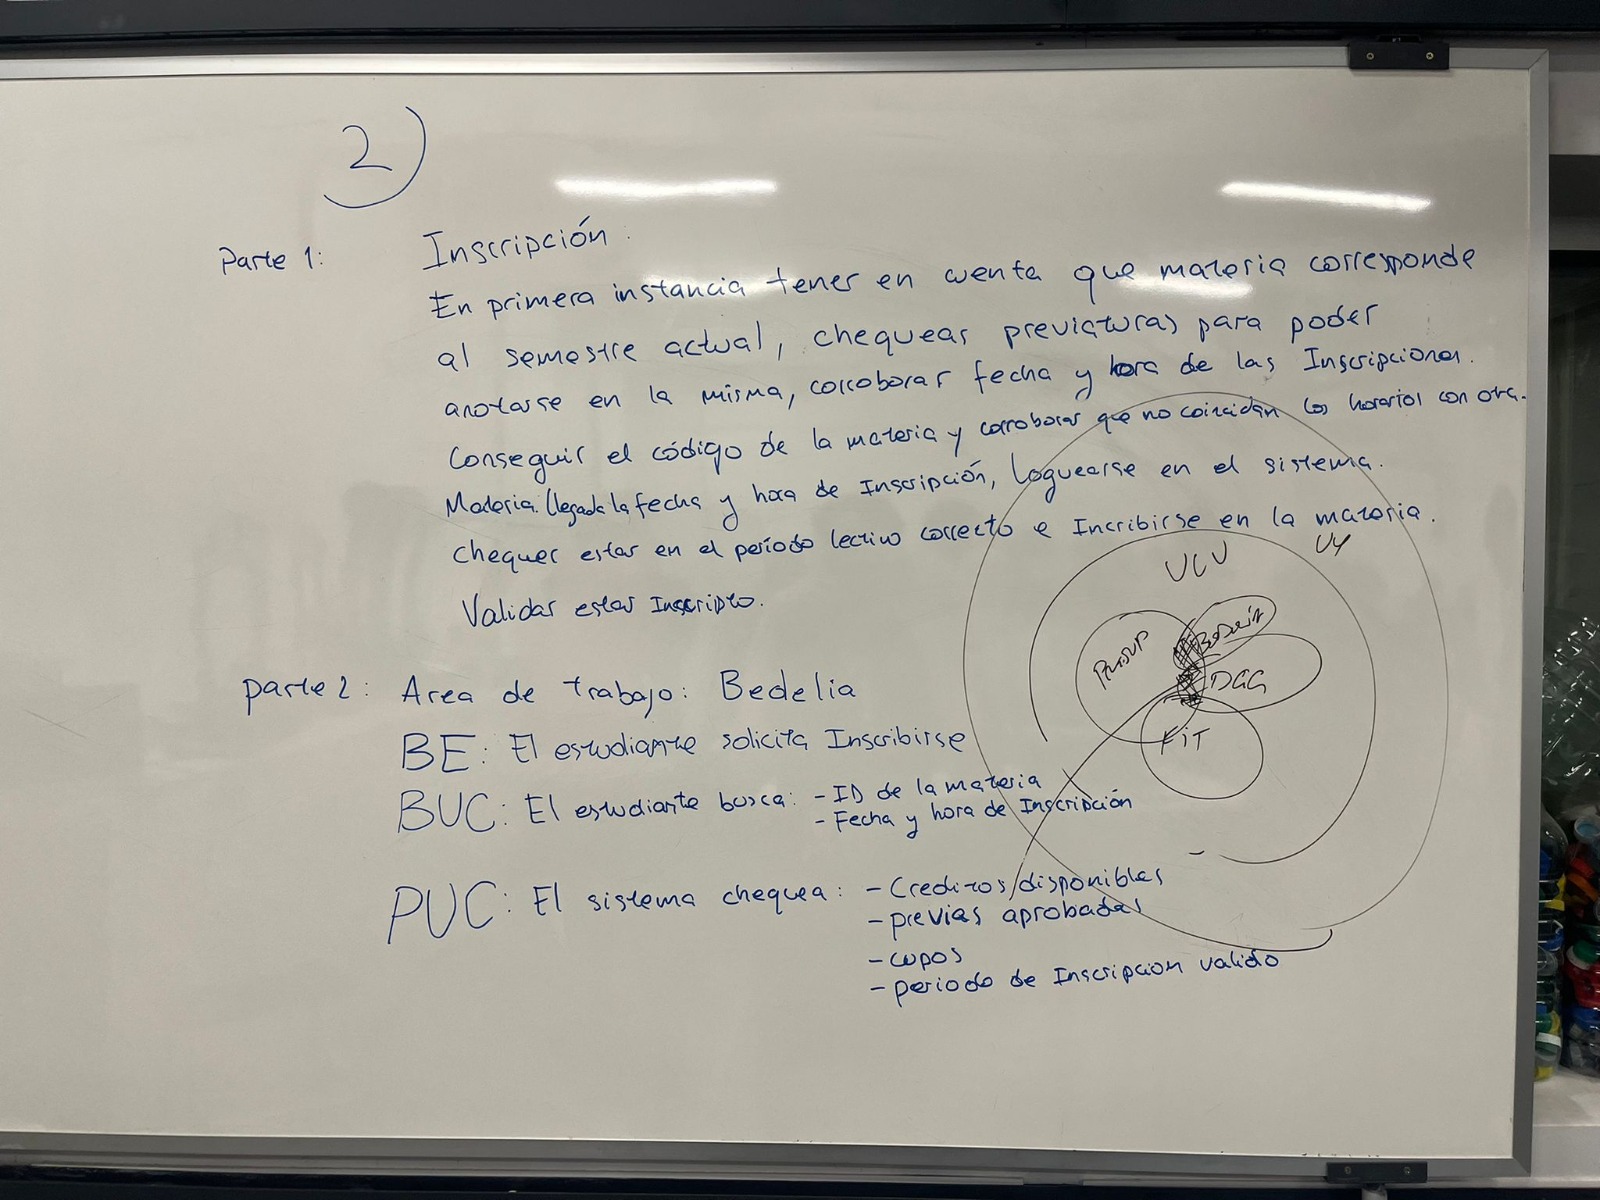 2)
Parte 1: Inscripción:
En primera instancia tener en cuenta que materia corresponde
al semestre actual, chequear previaturas para poder
anotarse en la misma, corroborar fecha y hora de las Inscripciones.
Conseguir el código de la materia y corroborar que no coincidan los horarios con otra.
Materia. Llegada la fecha y hora de Inscripción, Loguearse en el sistema.
chequer estar en el período lectivo correcto e Incribirse en la materia.
Validar estar Inscripto.
UY
UCU
Bedelia
DGG
FIT
parte 2: Area de trabajo: Bedelia
BE: El estudiante solicita Inscribirse
BUC: El estudiante busca: - ID de la materia
- Fecha y hora de Inscripción
PUC: El sistema chequea: - Creditos disponibles
- previas aprobadas
- cupos
- periodo de Inscripcion valido